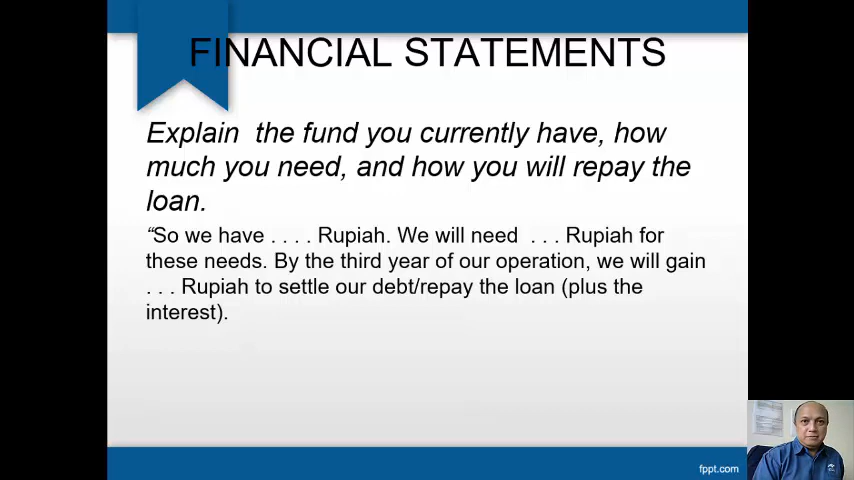 FINANCIAL STATEMENTS
Explain  the fund you currently have, how
much you need, and how you will repay the
loan.
“So we have . . . . Rupiah. We will need  . . . Rupiah for
these needs. By the third year of our operation, we will gain
. . . Rupiah to settle our debt/repay the loan (plus the
interest).
fppt.com